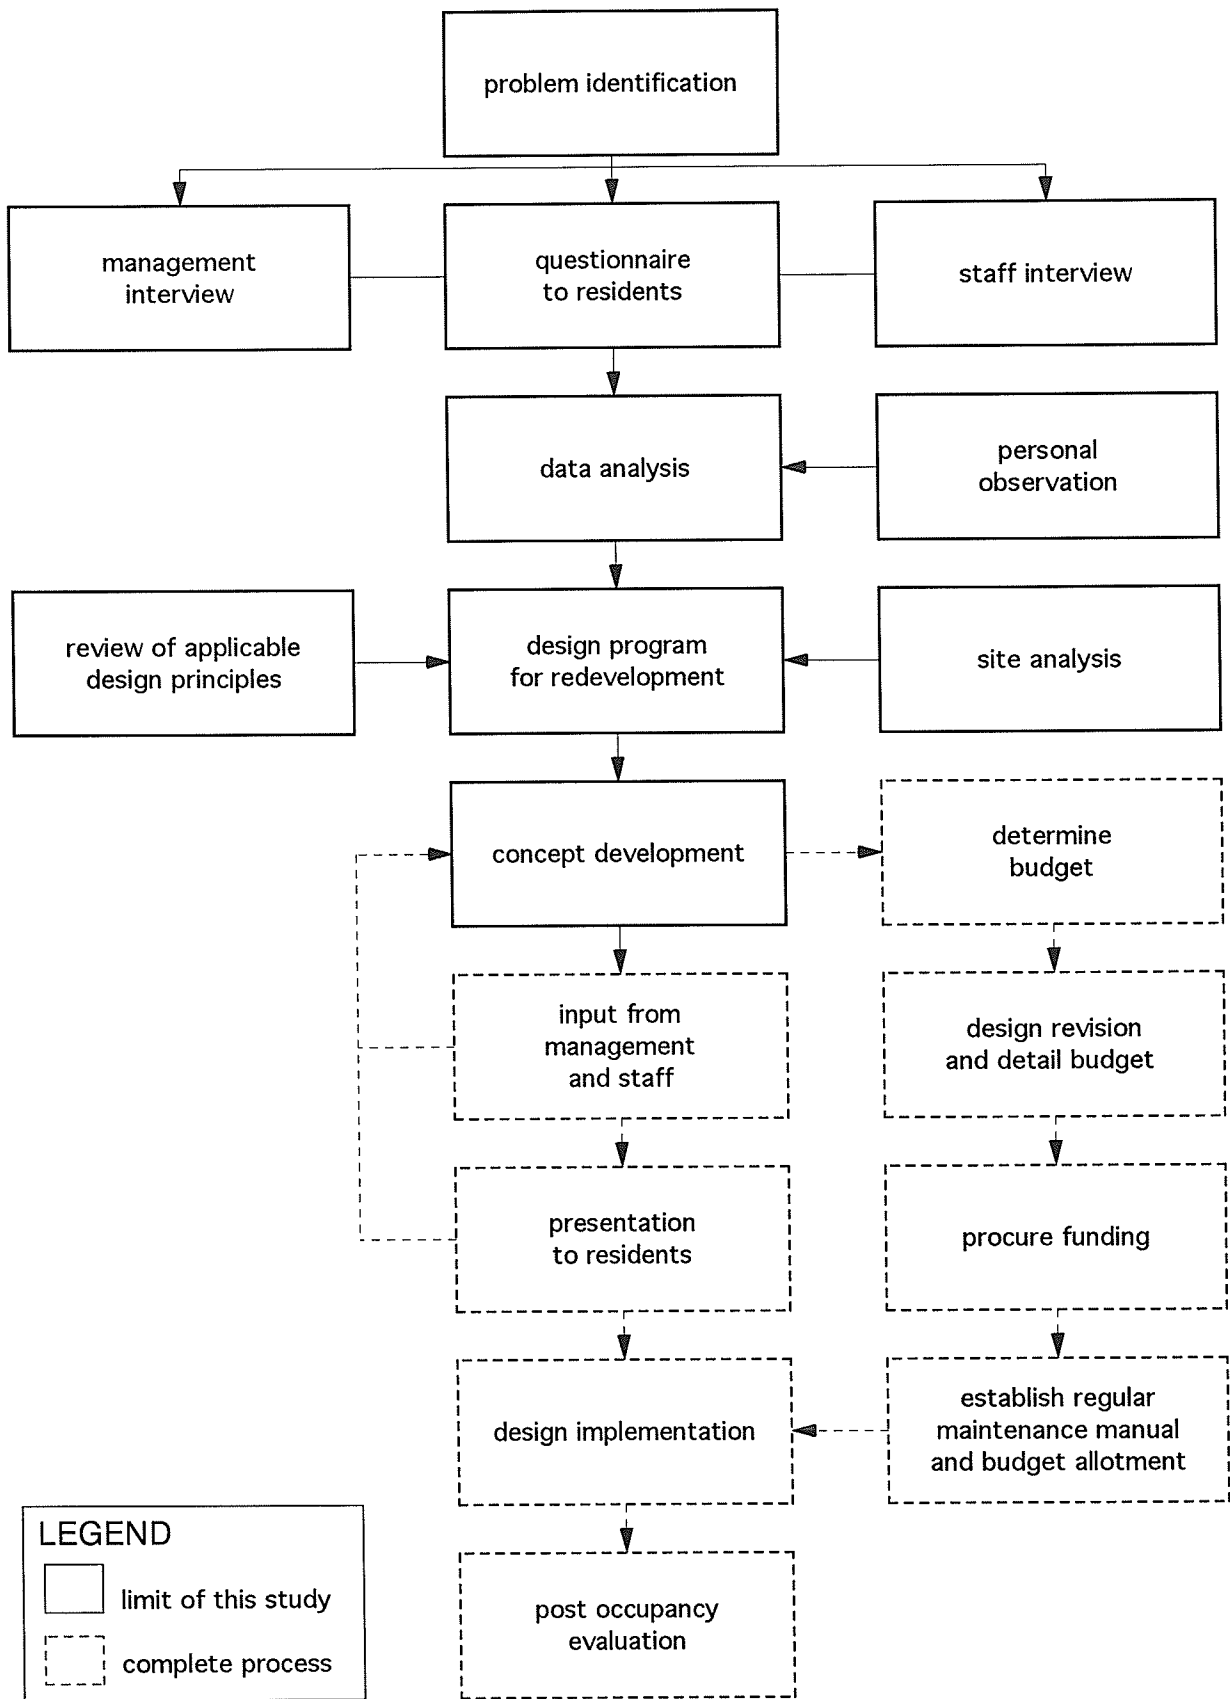 problem identification
management
interview
questionnaire
to residents
staff interview
data analysis
personal
observation
review of applicable
design principles
design program
for redevelopment
site analysis
concept development
determine
budget
input from
management
and staff
design revision
and detail budget
presentation
to residents
procure funding
design implementation
establish regular
maintenance manual
and budget allotment
post occupancy
evaluation
LEGEND
limit of this study
complete process